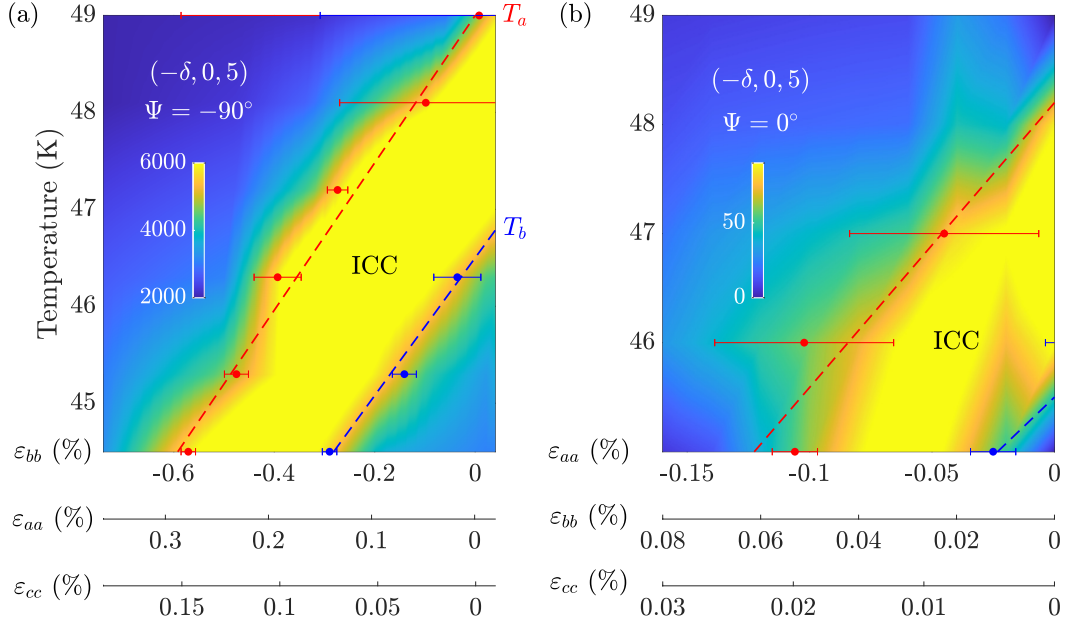 (a)
49
48
47
46
45
Temperature (K)
(−δ, 0, 5)
Ψ = −90°
6000
4000
2000
ICC
T_a
T_b
ε_bb (%)
-0.6 -0.4 -0.2 0
ε_aa (%)
0.3 0.2 0.1 0
ε_cc (%)
0.15 0.1 0.05 0
(b)
49
48
47
46
(−δ, 0, 5)
Ψ = 0°
50
0
ICC
ε_aa (%)
-0.15 -0.1 -0.05 0
ε_bb (%)
0.08 0.06 0.04 0.02 0
ε_cc (%)
0.03 0.02 0.01 0